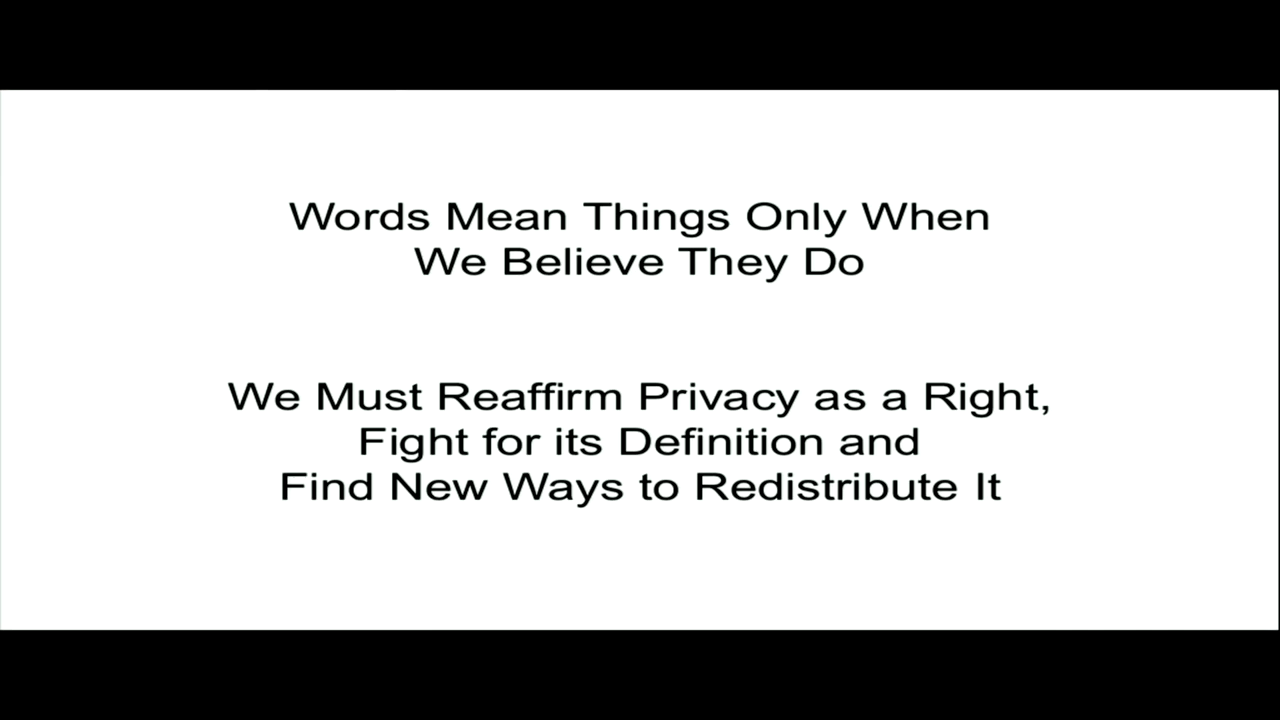 Words Mean Things Only When
We Believe They Do
We Must Reaffirm Privacy as a Right,
Fight for its Definition and
Find New Ways to Redistribute It